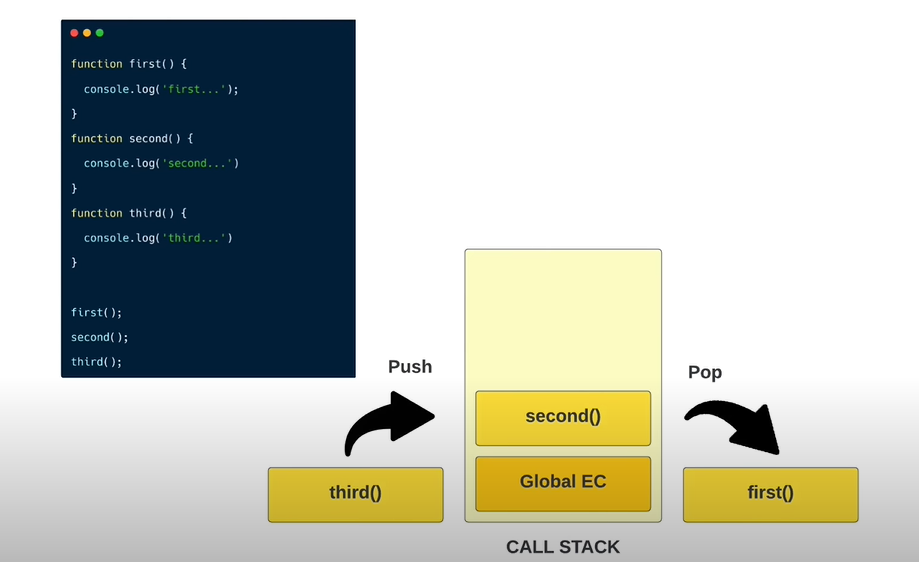 function first() {
console.log('first...');
}
function second() {
console.log('second...')
}
function third() {
console.log('third...')
}
first();
second();
third();
Push
Pop
second()
Global EC
third()
first()
CALL STACK